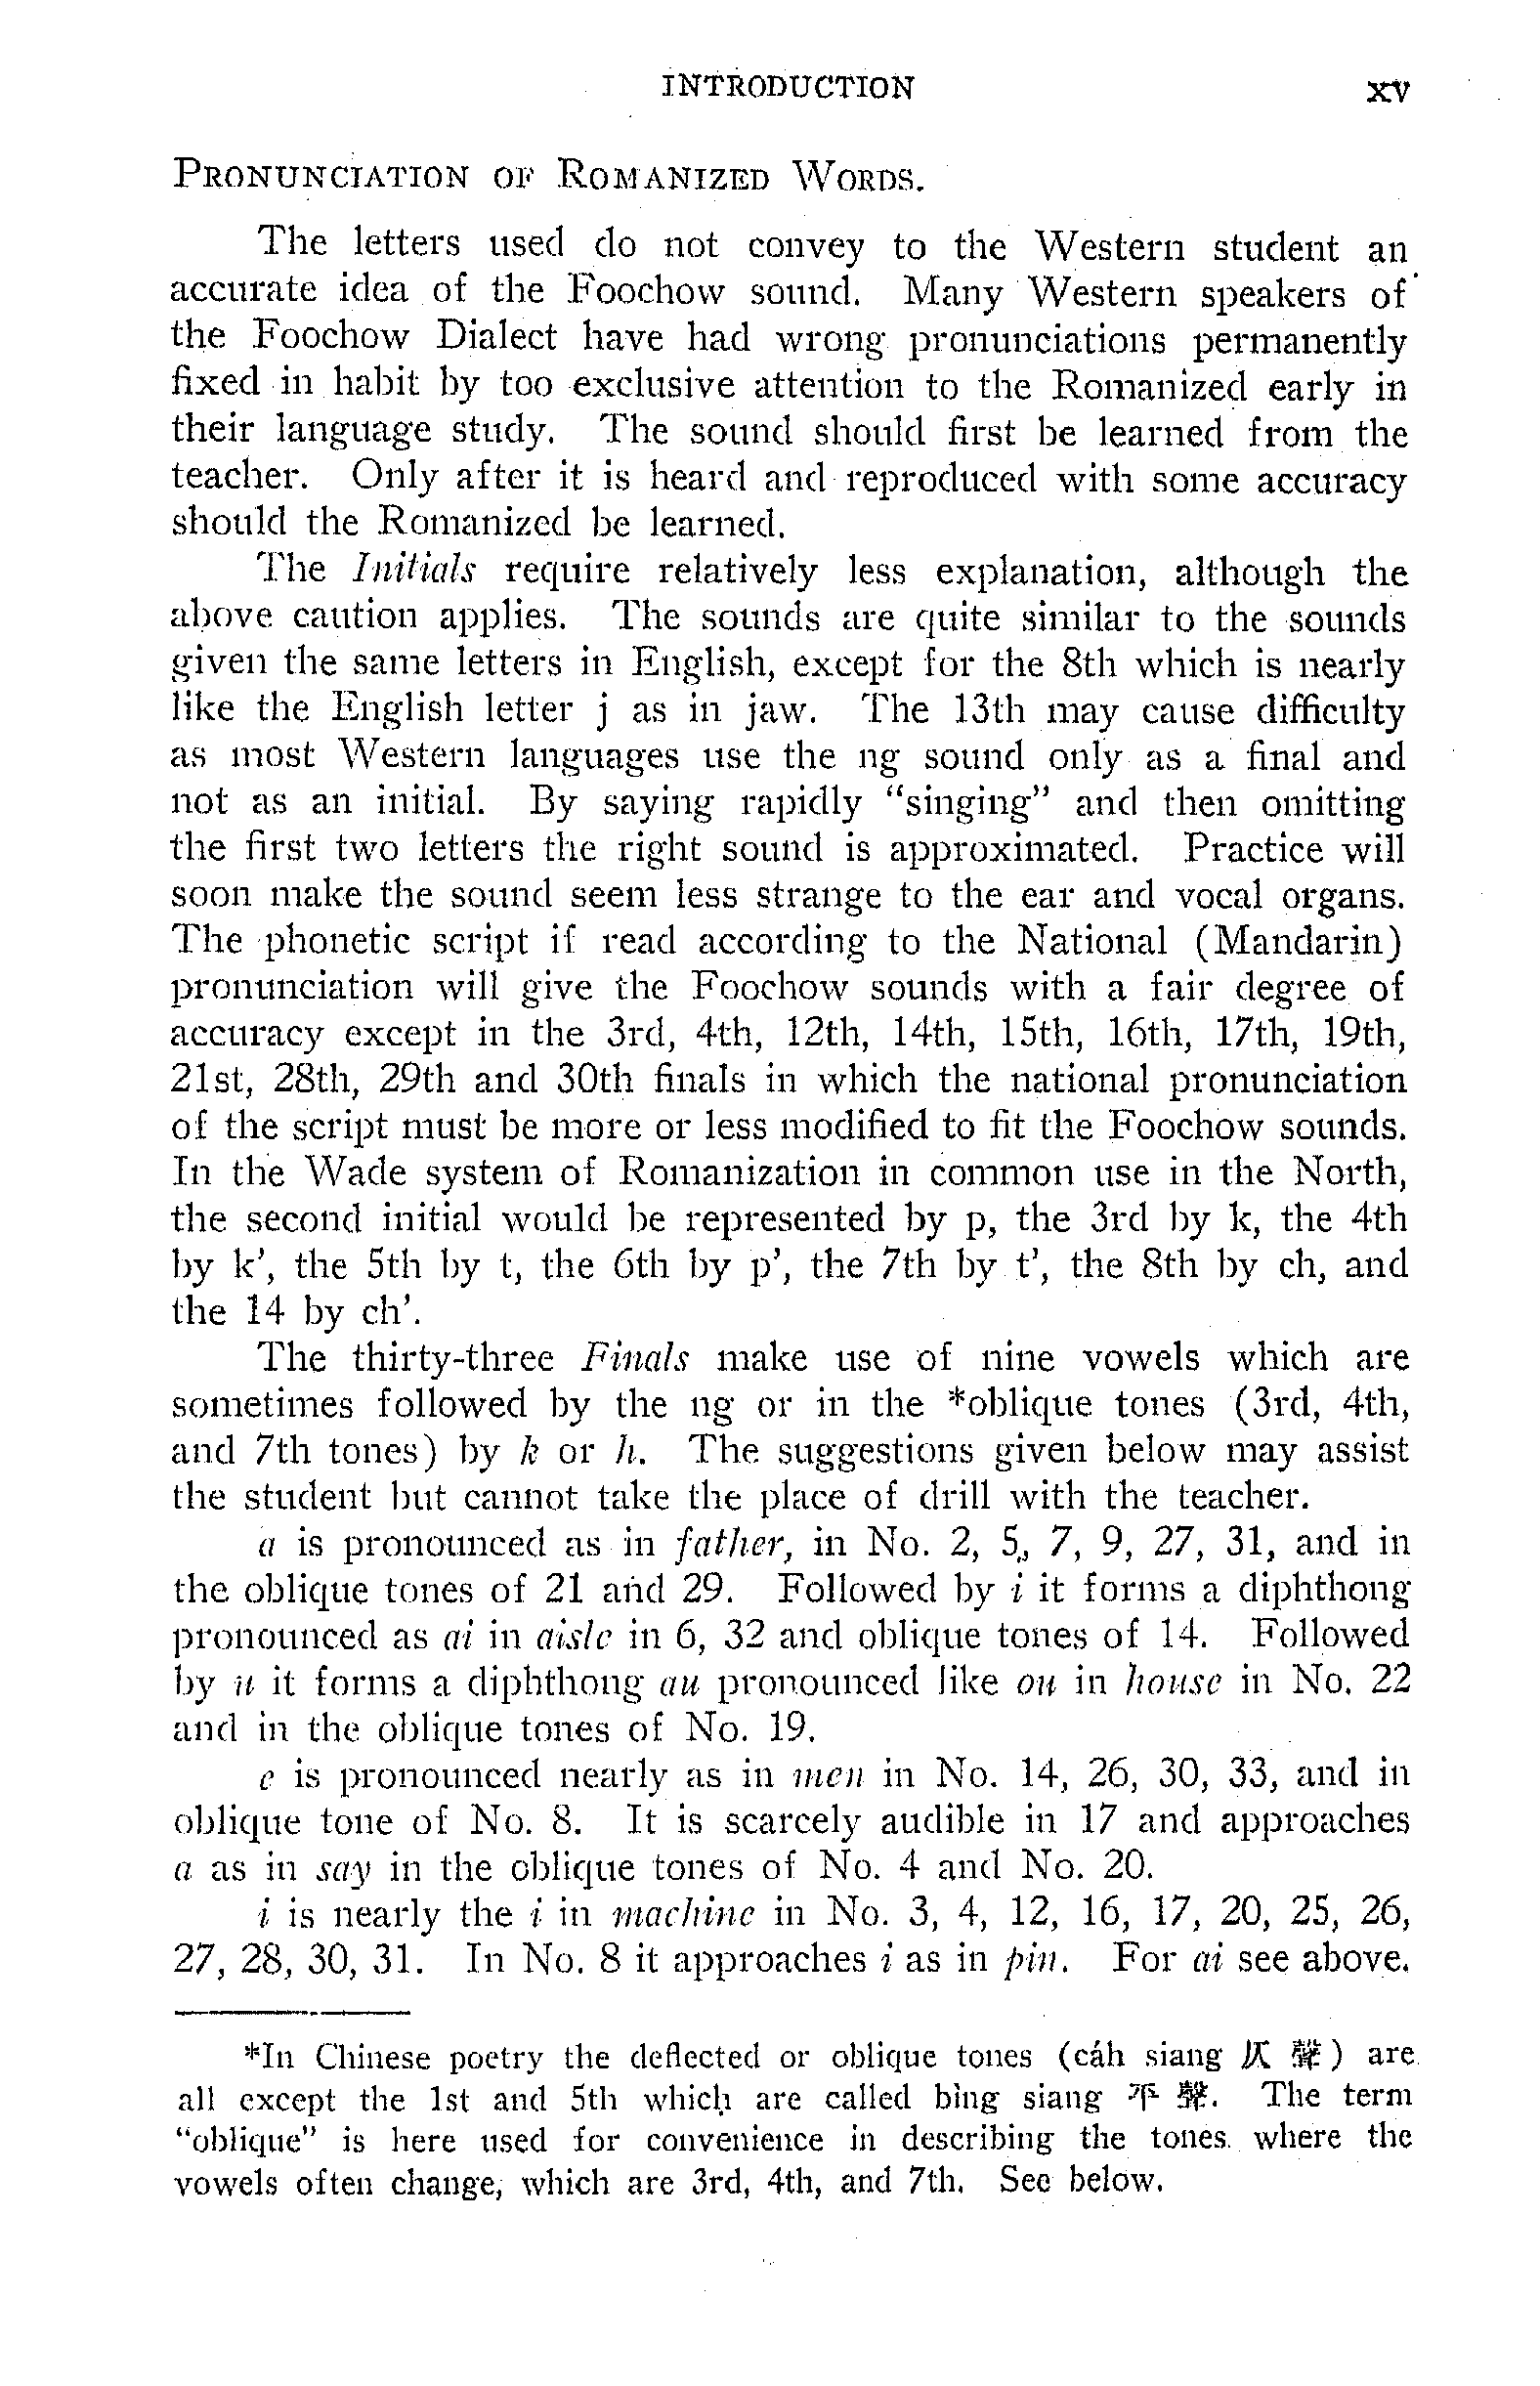 INTRODUCTION xv
PRONUNCIATION OF ROMANIZED WORDS.
The letters used do not convey to the Western student an
accurate idea of the Foochow sound. Many Western speakers of
the Foochow Dialect have had wrong pronunciations permanently
fixed in habit by too exclusive attention to the Romanized early in
their language study. The sound should first be learned from the
teacher. Only after it is heard and reproduced with some accuracy
should the Romanized be learned.
The Initials require relatively less explanation, although the
above caution applies. The sounds are quite similar to the sounds
given the same letters in English, except for the 8th which is nearly
like the English letter j as in jaw. The 13th may cause difficulty
as most Western languages use the ng sound only as a final and
not as an initial. By saying rapidly "singing" and then omitting
the first two letters the right sound is approximated. Practice will
soon make the sound seem less strange to the ear and vocal organs.
The phonetic script if read according to the National (Mandarin)
pronunciation will give the Foochow sounds with a fair degree of
accuracy except in the 3rd, 4th, 12th, 14th, 15th, 16th, 17th, 19th,
21st, 28th, 29th and 30th finals in which the national pronunciation
of the script must be more or less modified to fit the Foochow sounds.
In the Wade system of Romanization in common use in the North,
the second initial would be represented by p, the 3rd by k, the 4th
by k', the 5th by t, the 6th by p', the 7th by t', the 8th by ch, and
the 14 by ch'.
The thirty-three Finals make use of nine vowels which are
sometimes followed by the ng or in the *oblique tones (3rd, 4th,
and 7th tones) by k or h. The suggestions given below may assist
the student but cannot take the place of drill with the teacher.
a is pronounced as in father, in No. 2, 5,, 7, 9, 27, 31, and in
the oblique tones of 21 and 29. Followed by i it forms a diphthong
pronounced as ai in aisle in 6, 32 and oblique tones of 14. Followed
by u it forms a diphthong au pronounced like ou in house in No. 22
and in the oblique tones of No. 19.
e is pronounced nearly as in men in No. 14, 26, 30, 33, and in
oblique tone of No. 8. It is scarcely audible in 17 and approaches
a as in say in the oblique tones of No. 4 and No. 20.
i is nearly the i in machine in No. 3, 4, 12, 16, 17, 20, 25, 26,
27, 28, 30, 31. In No. 8 it approaches i as in pin. For ai see above.
*In Chinese poetry the deflected or oblique tones (cáh siang 仄 聲) are
all except the 1st and 5th which are called bìng siang 平 聲. The term
"oblique" is here used for convenience in describing the tones where the
vowels often change, which are 3rd, 4th, and 7th. See below.